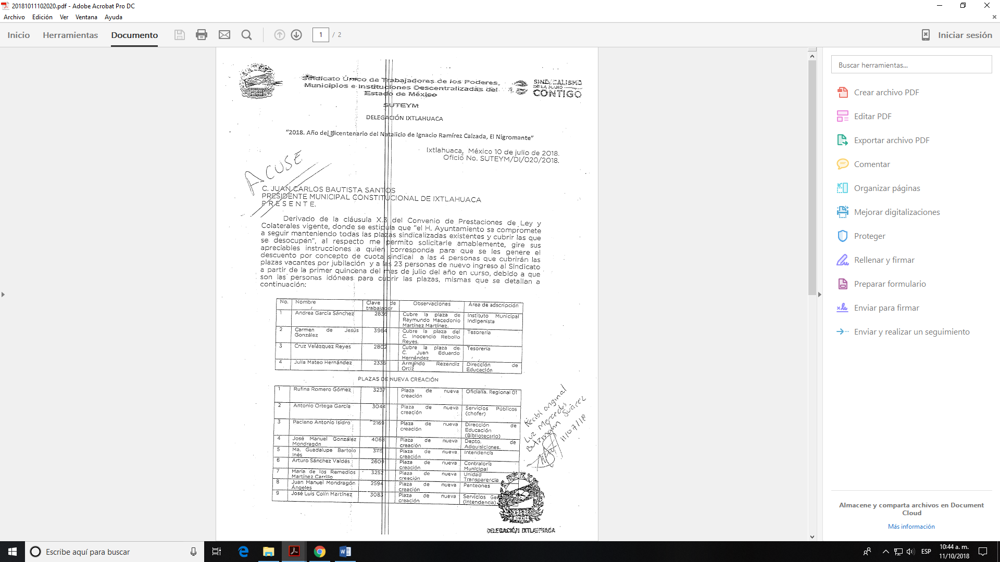 20181011102020.pdf - Adobe Acrobat Pro DC
Archivo Edición Ver Ventana Ayuda
Inicio Herramientas Documento 1 / 2 Iniciar sesión
Sindicato Único de Trabajadores de los Poderes,
Municipios e Instituciones Descentralizadas del
Estado de México
SINDICALISMO
DE LA MANO
CONTIGO
SUTEYM
DELEGACIÓN IXTLAHUACA
"2018. Año del Bicentenario del Natalicio de Ignacio Ramírez Calzada, El Nigromante"
Ixtlahuaca, México 10 de julio de 2018.
Oficio No. SUTEYM/DI/020/2018.
ACUSE
C. JUAN CARLOS BAUTISTA SANTOS
PRESIDENTE MUNICIPAL CONSTITUCIONAL DE IXTLAHUACA
P R E S E N T E.
Derivado de la cláusula X.3 del Convenio de Prestaciones de Ley y
Colaterales vigente, donde se estipula que "el H. Ayuntamiento se compromete
a seguir manteniendo todas las plazas sindicalizadas existentes y cubrir las que
se desocupen", al respecto me permito solicitarle amablemente, gire sus
apreciables instrucciones a quien corresponda para que se les genere el
descuento por concepto de cuota sindical a las 4 personas que cubrirán las
plazas vacantes por jubilación y a las 23 personas de nuevo ingreso al Sindicato
a partir de la primer quincena del mes de julio del año en curso, debido a que
son las personas idóneas para cubrir las plazas, mismas que se detallan a
continuación:
No. Nombre Clave de trabajador Observaciones Área de adscripción
1 Andrea García Sánchez 2836 Cubre la plaza de Raymundo Macedonio Martínez Martínez. Instituto Municipal Indigenista
2 Carmen de Jesús González 3964 Cubre la plaza del C. Inocencio Rebollo Reyes. Tesorería
3 Cruz Velázquez Reyes 2802 Cubre la plaza de C. Juan Eduardo Hernández Tesorería
4 Julia Mateo Hernández 2335 Armando Rezendiz Ortiz Dirección de Educación
PLAZAS DE NUEVA CREACIÓN
1 Rufina Romero Gómez 3237 Plaza de nueva creación Oficialía. Regional 01
2 Antonio Ortega García 3044 Plaza de nueva creación Servicios Públicos (chofer)
3 Paciano Antonio Isidro 2169 Plaza de nueva creación Dirección de Educación (Bibliotecario)
4 José Manuel González Mondragón 4068 Plaza de nueva creación Depto. de Adquisiciones.
5 Ma. Guadalupe Bartolo Inés 3115 Plaza de nueva creación Intendencia
6 Arturo Sánchez Valdés 2609 Plaza de nueva creación Contraloría Municipal
7 María de los Remedios Martínez Carrillo 3252 Plaza de nueva creación Unidad Transparencia
8 Juan Manuel Mondragón Ángeles 2594 Plaza de nueva creación Panteones
9 José Luis Colín Martínez 3083 Plaza de nueva creación Servicios Ge (Intendencia)
Recibí original
Luz Mercedes
Suárez
11/07/18
DELEGACIÓN IXTLAHUACA
Buscar herramientas...
Crear archivo PDF
Editar PDF
Exportar archivo PDF
Comentar
Organizar páginas
Mejorar digitalizaciones
Proteger
Rellenar y firmar
Preparar formulario
Enviar para firmar
Enviar y realizar un seguimiento
Almacene y comparta archivos en Document
Cloud
Más información
Escribe aquí para buscar
ESP
10:44 a. m.
11/10/2018